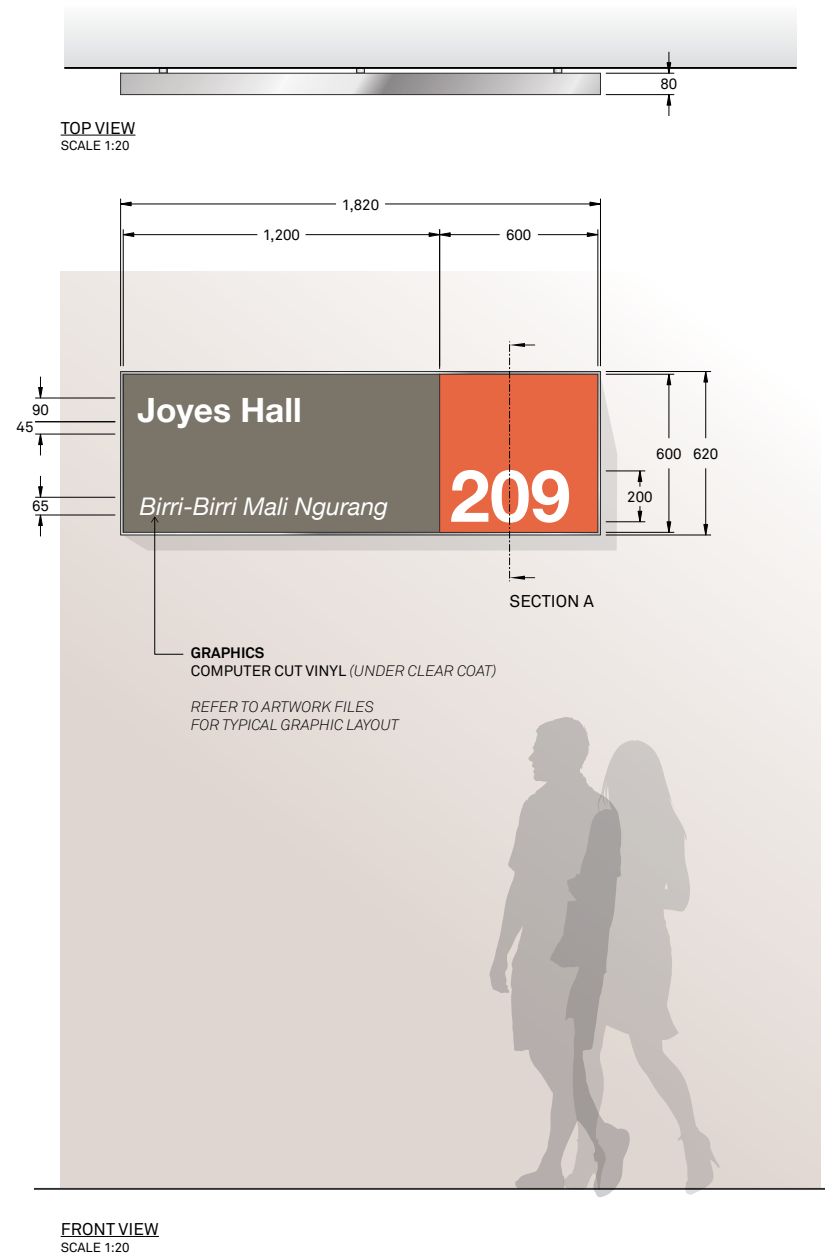 80
TOP VIEW
SCALE 1:20
1,820
1,200
600
Joyes Hall
90
45
600
620
Birri-Birri Mali Ngurang
209
200
65
SECTION A
GRAPHICS
COMPUTER CUT VINYL (UNDER CLEAR COAT)
REFER TO ARTWORK FILES
FOR TYPICAL GRAPHIC LAYOUT
FRONT VIEW
SCALE 1:20